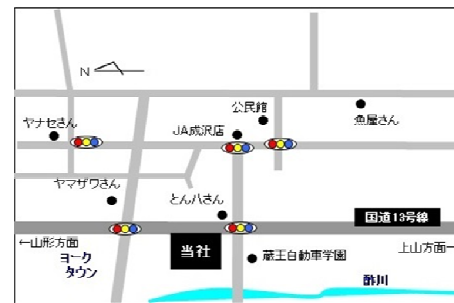 N
公民館
魚屋さん
ヤナセさん
JA成沢店
ヤマザワさん
とん八さん
国道13号線
←山形方面
ヨーク
タウン
当社
蔵王自動車学園
上山方面→
酢川